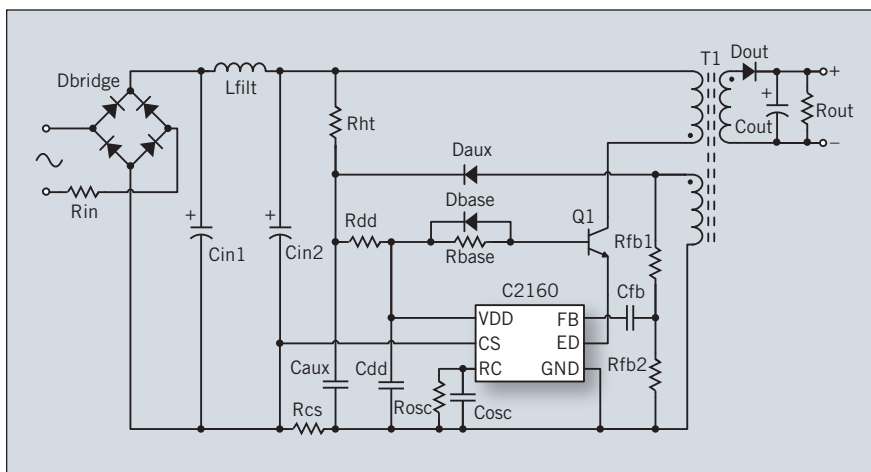 T1
Dout
+
Dbridge
Lfilt
+
Rout
Cout
−
Rht
Daux
Rin
Dbase
Q1
+
+
Rdd
Rfb1
Cin1
Cin2
Rbase
C2160
Cfb
VDD
FB
CS
ED
RC
GND
Rfb2
Caux
Cdd
Rosc
Cosc
Rcs